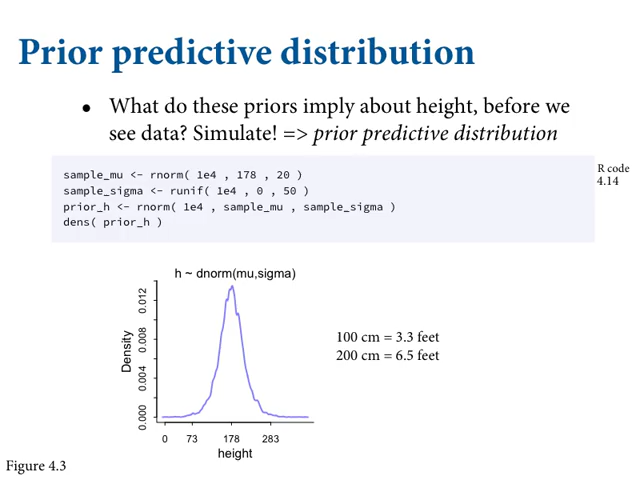 Prior predictive distribution
• What do these priors imply about height, before we
see data? Simulate! => prior predictive distribution
R code
4.14
sample_mu <- rnorm( 1e4 , 178 , 20 )
sample_sigma <- runif( 1e4 , 0 , 50 )
prior_h <- rnorm( 1e4 , sample_mu , sample_sigma )
dens( prior_h )
h ~ dnorm(mu,sigma)
Density
0.012
0.008
0.004
0.000
0 73 178 283
height
100 cm = 3.3 feet
200 cm = 6.5 feet
Figure 4.3